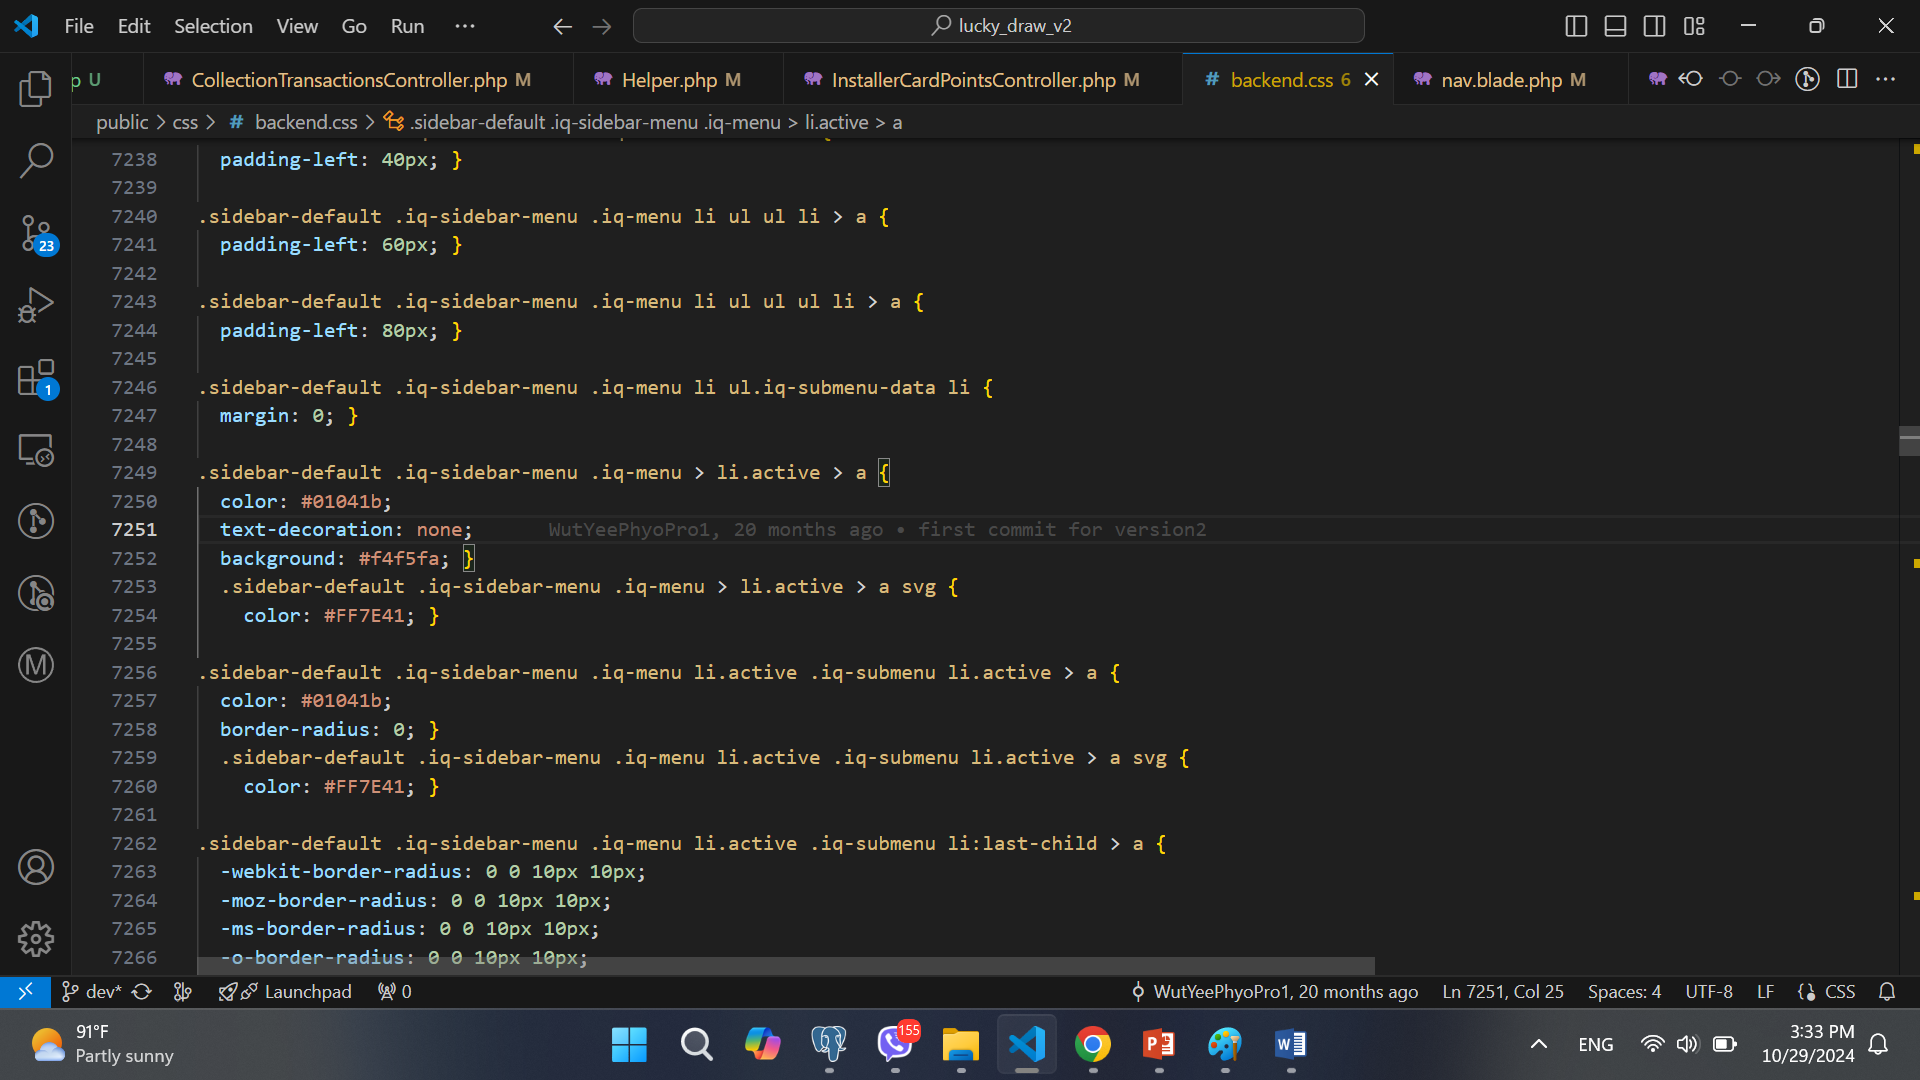 File Edit Selection View Go Run ··· lucky_draw_v2
p U CollectionTransactionsController.php M Helper.php M InstallerCardPointsController.php M # backend.css 6 nav.blade.php M
public > css > # backend.css > .sidebar-default .iq-sidebar-menu .iq-menu > li.active > a
7238 padding-left: 40px; }
7239
7240 .sidebar-default .iq-sidebar-menu .iq-menu li ul ul li > a {
7241 padding-left: 60px; }
7242
7243 .sidebar-default .iq-sidebar-menu .iq-menu li ul ul ul li > a {
7244 padding-left: 80px; }
7245
7246 .sidebar-default .iq-sidebar-menu .iq-menu li ul.iq-submenu-data li {
7247 margin: 0; }
7248
7249 .sidebar-default .iq-sidebar-menu .iq-menu > li.active > a {
7250 color: #01041b;
7251 text-decoration: none; WutYeePhyoPro1, 20 months ago • first commit for version2
7252 background: #f4f5fa; }
7253 .sidebar-default .iq-sidebar-menu .iq-menu > li.active > a svg {
7254 color: #FF7E41; }
7255
7256 .sidebar-default .iq-sidebar-menu .iq-menu li.active .iq-submenu li.active > a {
7257 color: #01041b;
7258 border-radius: 0; }
7259 .sidebar-default .iq-sidebar-menu .iq-menu li.active .iq-submenu li.active > a svg {
7260 color: #FF7E41; }
7261
7262 .sidebar-default .iq-sidebar-menu .iq-menu li.active .iq-submenu li:last-child > a {
7263 -webkit-border-radius: 0 0 10px 10px;
7264 -moz-border-radius: 0 0 10px 10px;
7265 -ms-border-radius: 0 0 10px 10px;
7266 -o-border-radius: 0 0 10px 10px;
23
1
M
dev* Launchpad 0 WutYeePhyoPro1, 20 months ago Ln 7251, Col 25 Spaces: 4 UTF-8 LF CSS
91°F
Partly sunny
155
P
W
ENG
3:33 PM
10/29/2024